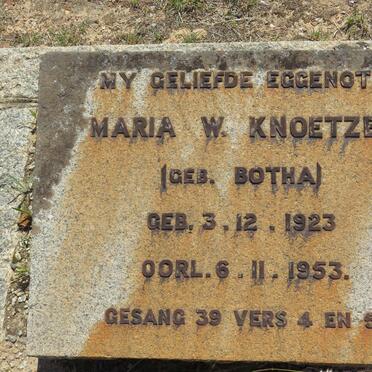 MY GELIEFDE EGGENOT
MARIA W. KNOETZE
(GEB. BOTHA)
GEB. 3.12.1923
OORL. 6.11.1953.
GESANG 39 VERS 4 EN